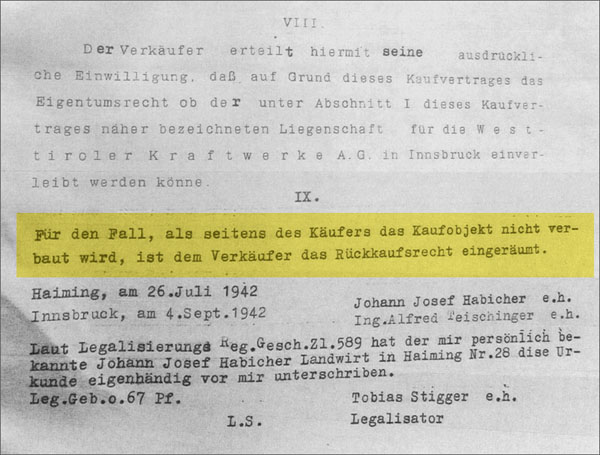 VIII.
Der Verkäufer erteilt hiermit seine ausdrückli-
che Einwilligung, daß auf Grund dieses Kaufvertrages das
Eigentumsrecht ob der unter Abschnitt I dieses Kaufver-
trages näher bezeichneten Liegenschaft für die West-
tiroler Kraftwerke A.G. in Innsbruck einver-
leibt werden könne.
IX.
Für den Fall, als seitens des Käufers das Kaufobjekt nicht ver-
baut wird, ist dem Verkäufer das Rückkaufsrecht eingeräumt.
Haiming, am 26.Juli 1942
Innsbruck, am 4.Sept.1942
Johann Josef Habicher e.h.
Ing.Alfred Teischinger e.h.
Laut Legalisierungs Reg.Gesch.Zl.589 hat der mir persönlich be-
kannte Johann Josef Habicher Landwirt in Haiming Nr.28 dise Ur-
kunde eigenhändig vor mir unterschriben.
Leg.Geb.o.67 Pf.
Tobias Stigger e.h.
L.S.
Legalisator